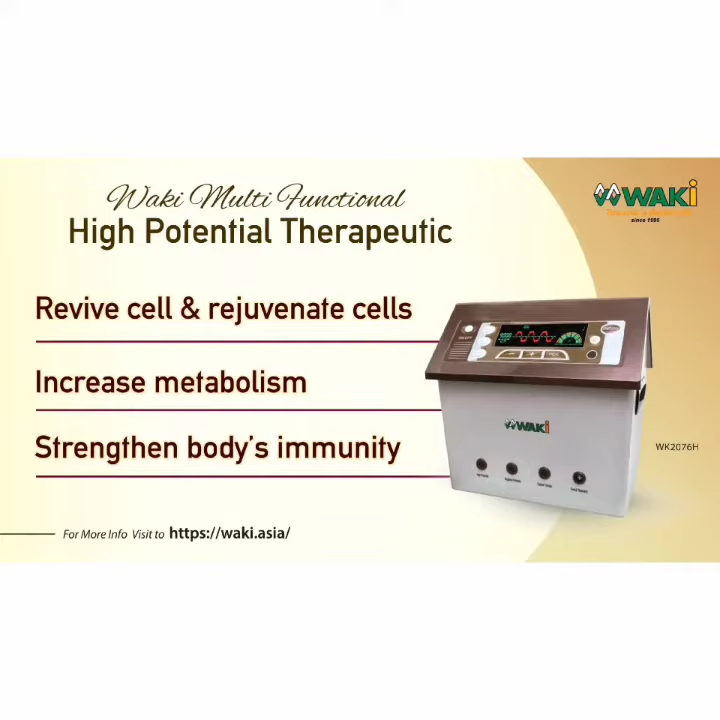 Waki Multi Functional
High Potential Therapeutic
WAKi
since 1995
Revive cell & rejuvenate cells
Increase metabolism
Strengthen body's immunity
WAKi
WK2076H
For More Info Visit to https://waki.asia/